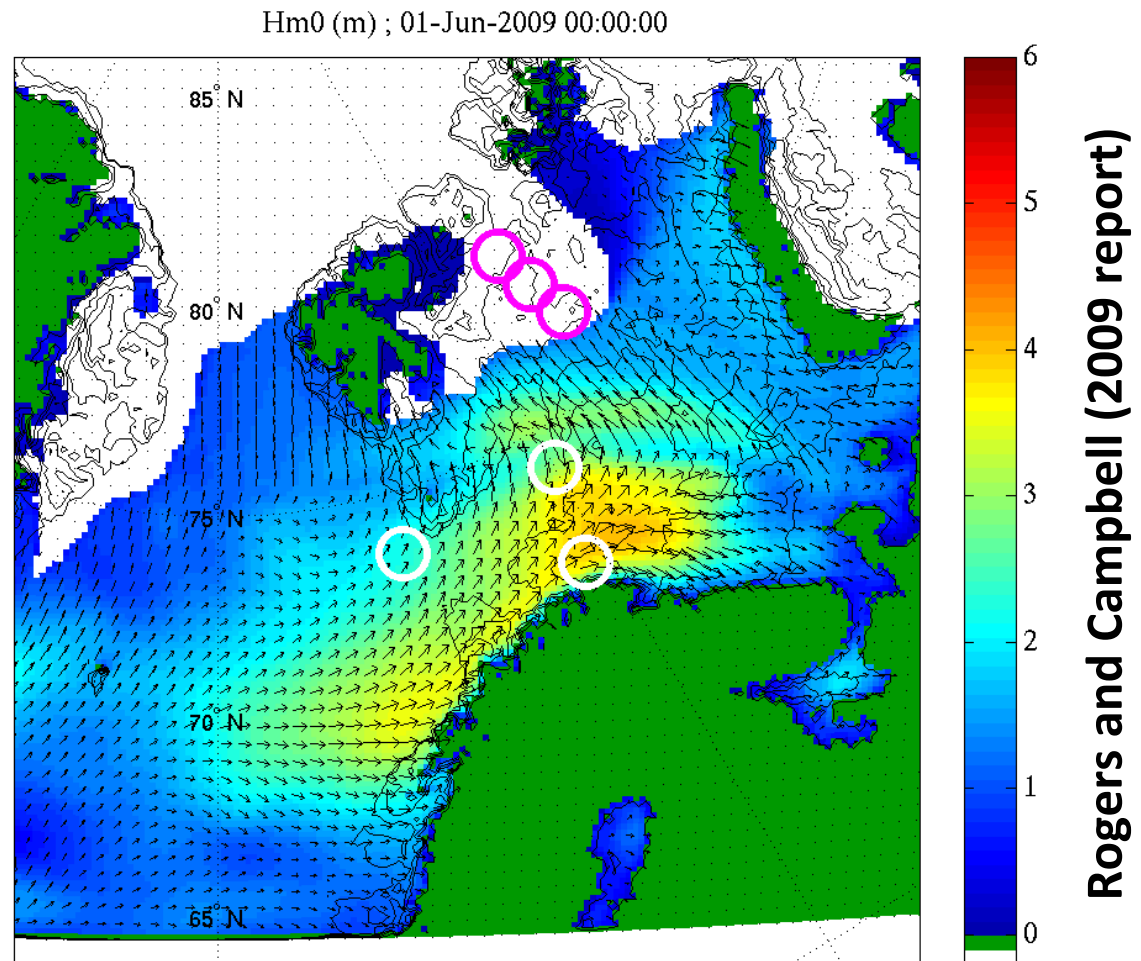 Hm0 (m) ; 01-Jun-2009 00:00:00
85° N
80° N
75° N
70° N
65° N
6
5
4
3
2
1
0
Rogers and Campbell (2009 report)